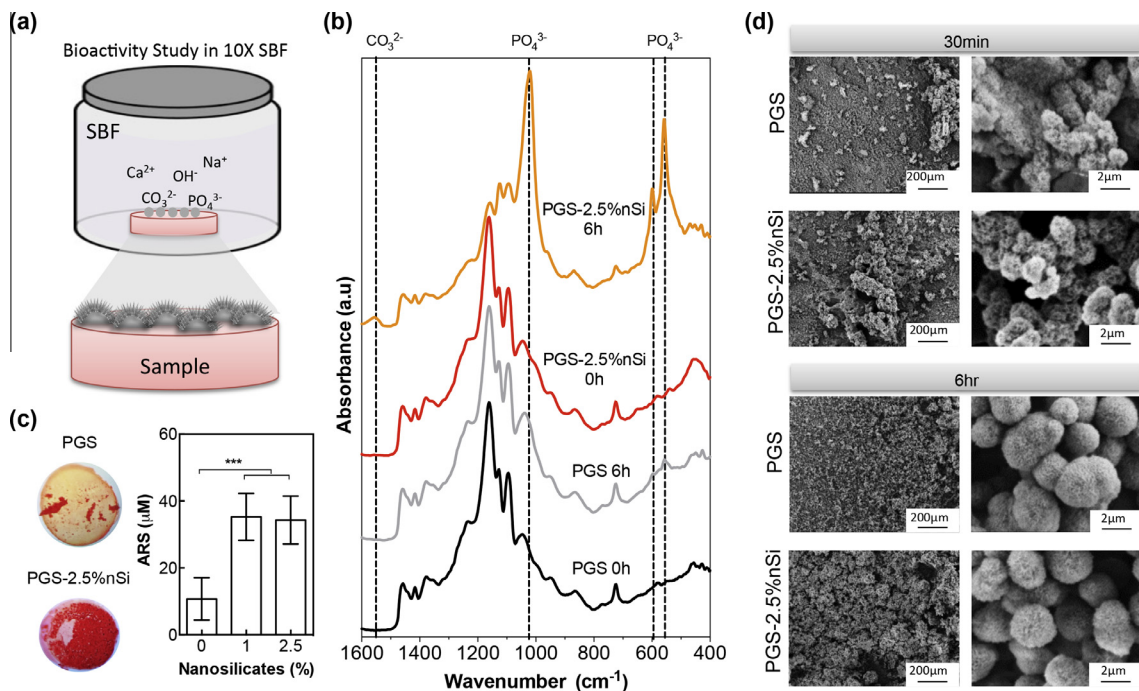 (a)
Bioactivity Study in 10X SBF
SBF
Ca²⁺
OH⁻
Na⁺
CO₃²⁻
PO₄³⁻
Sample
(b)
CO₃²⁻
PO₄³⁻
PO₄³⁻
PGS-2.5%nSi
6h
PGS-2.5%nSi
0h
PGS 6h
PGS 0h
Absorbance (a.u)
1600
1400
1200
1000
800
600
400
Wavenumber (cm⁻¹)
(c)
PGS
PGS-2.5%nSi
***
ARS (μM)
60
40
20
0
0
1
2.5
Nanosilicates (%)
(d)
30min
PGS
200μm
2μm
PGS-2.5%nSi
200μm
2μm
6hr
PGS
200μm
2μm
PGS-2.5%nSi
200μm
2μm